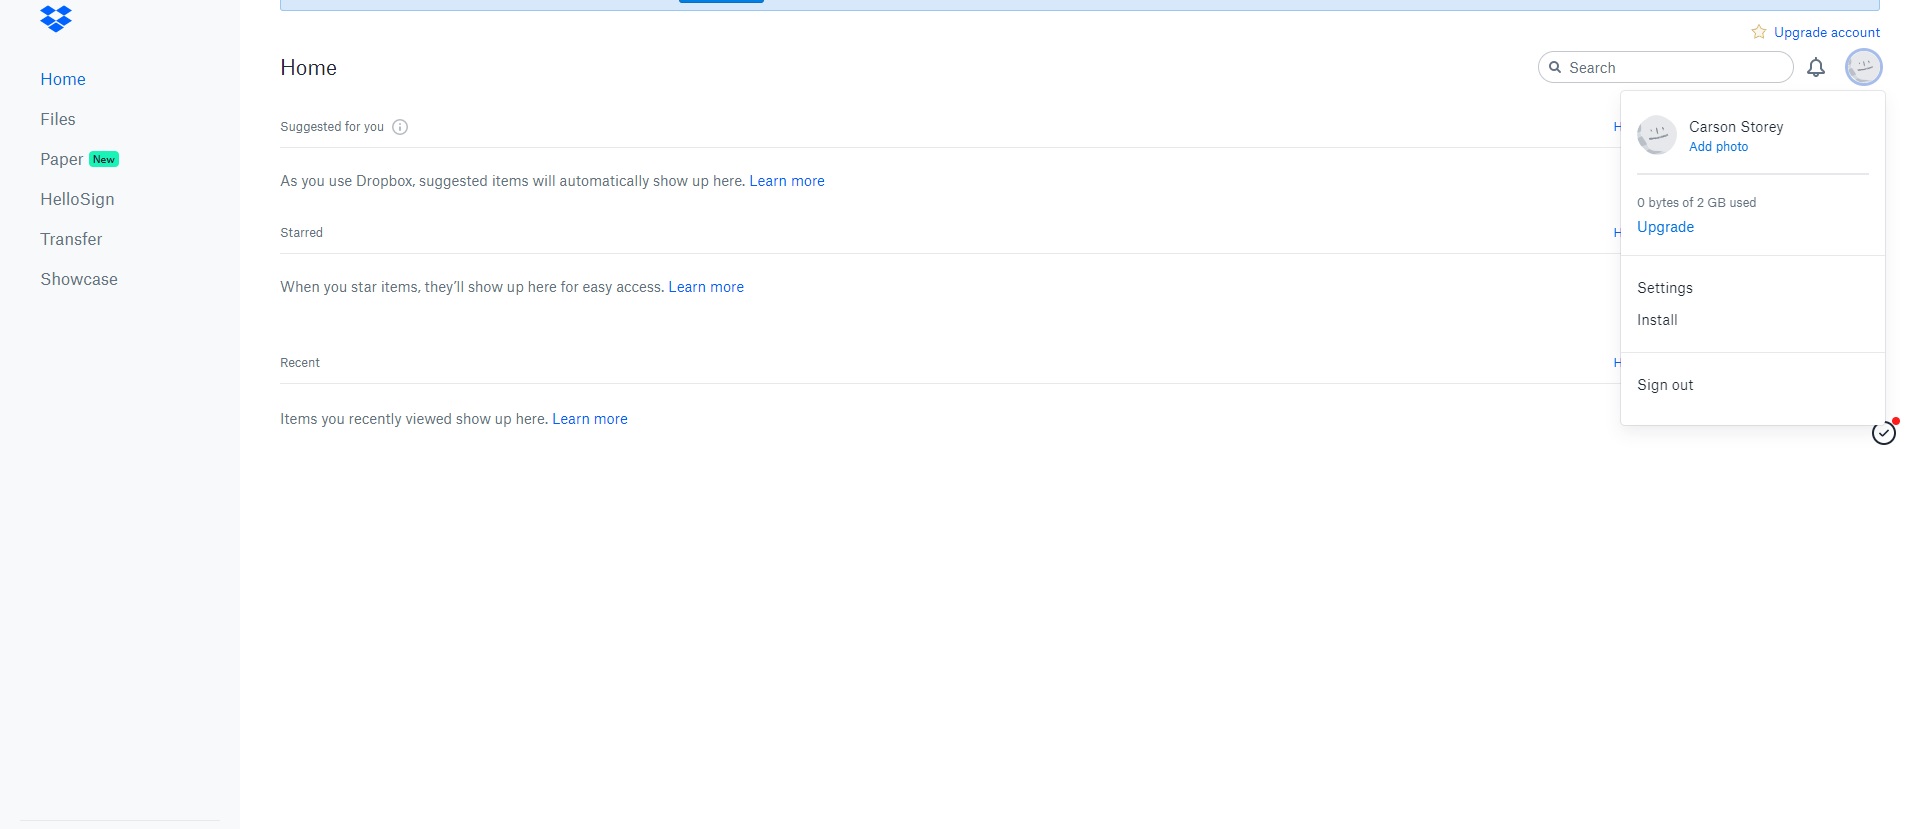 Upgrade account
Home
Search
Home
Files
Paper New
HelloSign
Transfer
Showcase
Suggested for you
H
As you use Dropbox, suggested items will automatically show up here. Learn more
Starred
H
When you star items, they’ll show up here for easy access. Learn more
Recent
H
Items you recently viewed show up here. Learn more
Carson Storey
Add photo
0 bytes of 2 GB used
Upgrade
Settings
Install
Sign out